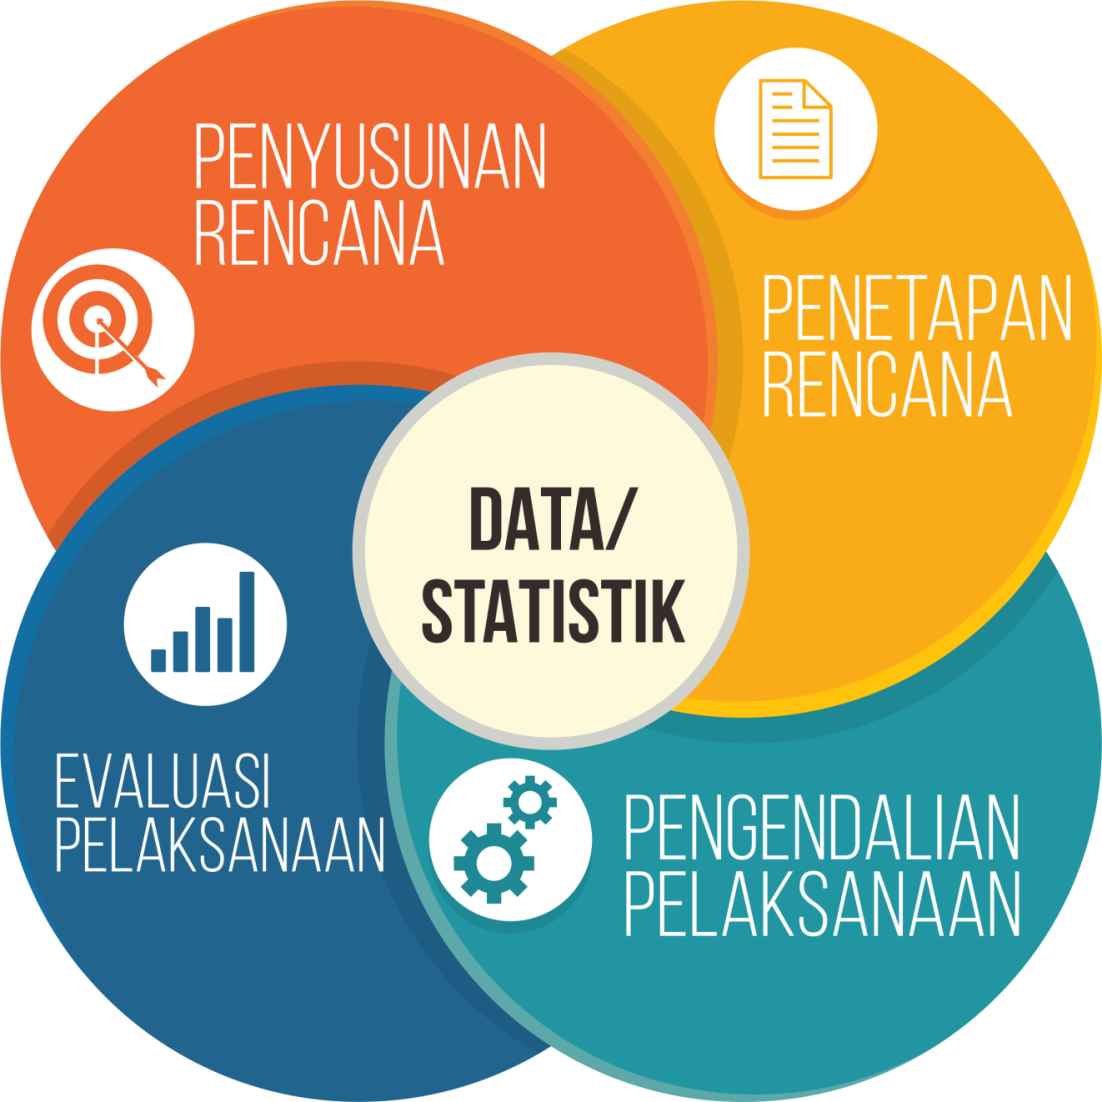 PENYUSUNAN
RENCANA
PENETAPAN
RENCANA
DATA/
STATISTIK
EVALUASI
PELAKSANAAN
PENGENDALIAN
PELAKSANAAN